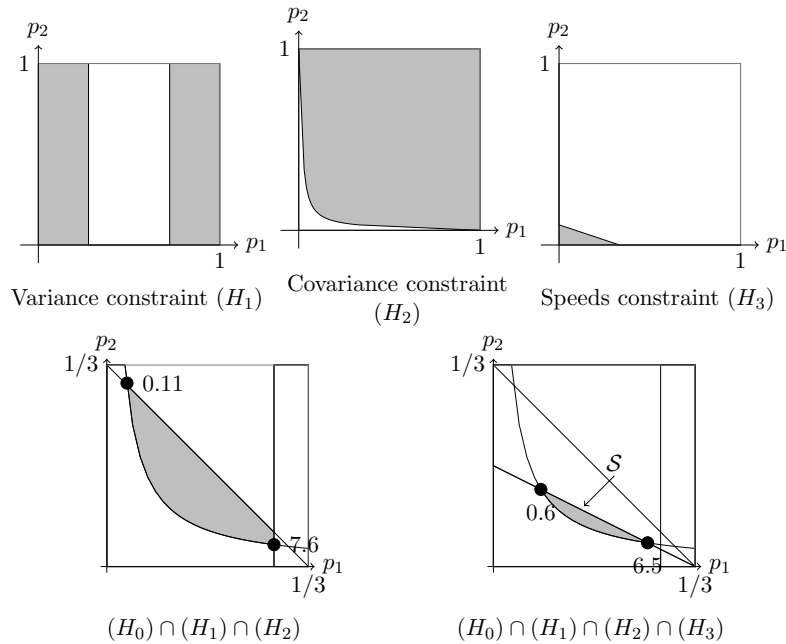 p₂
1
p₁
1
Variance constraint (H₁)
p₂
1
p₁
1
Covariance constraint
(H₂)
p₂
1
p₁
1
Speeds constraint (H₃)
p₂
1/3
0.11
7.6
p₁
1/3
(H₀) ∩ (H₁) ∩ (H₂)
p₂
1/3
S
0.6
6.5
p₁
1/3
(H₀) ∩ (H₁) ∩ (H₂) ∩ (H₃)